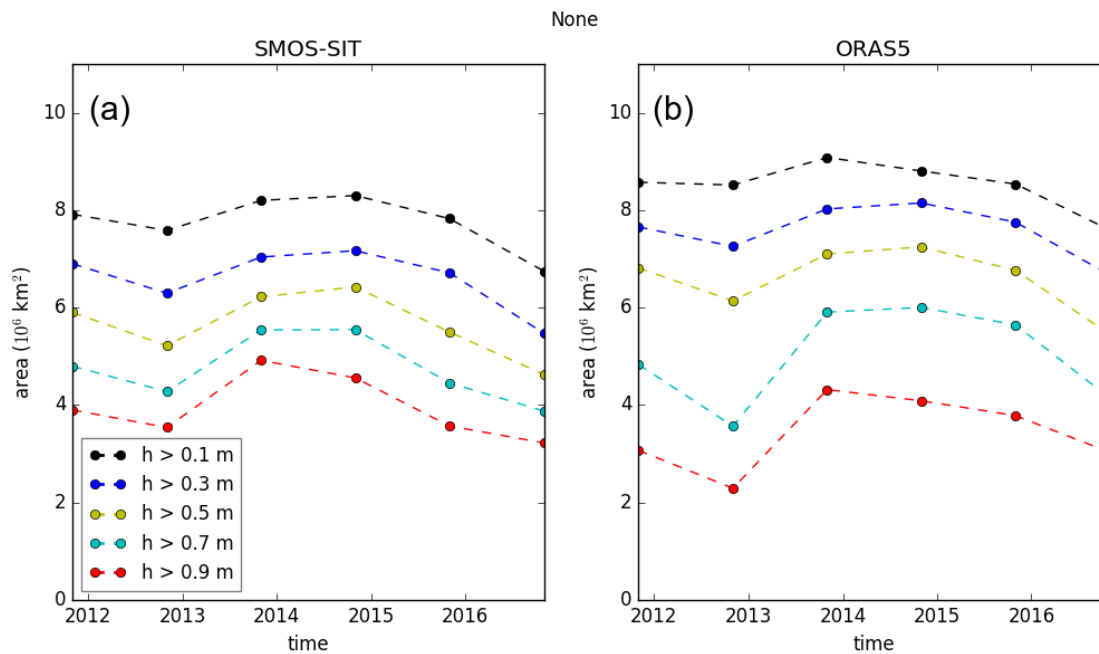 None
SMOS-SIT
ORAS5
(a)
(b)
10
8
6
4
2
0
area (10⁶ km²)
h > 0.1 m
h > 0.3 m
h > 0.5 m
h > 0.7 m
h > 0.9 m
2012 2013 2014 2015 2016
time
10
8
6
4
2
0
area (10⁶ km²)
2012 2013 2014 2015 2016
time